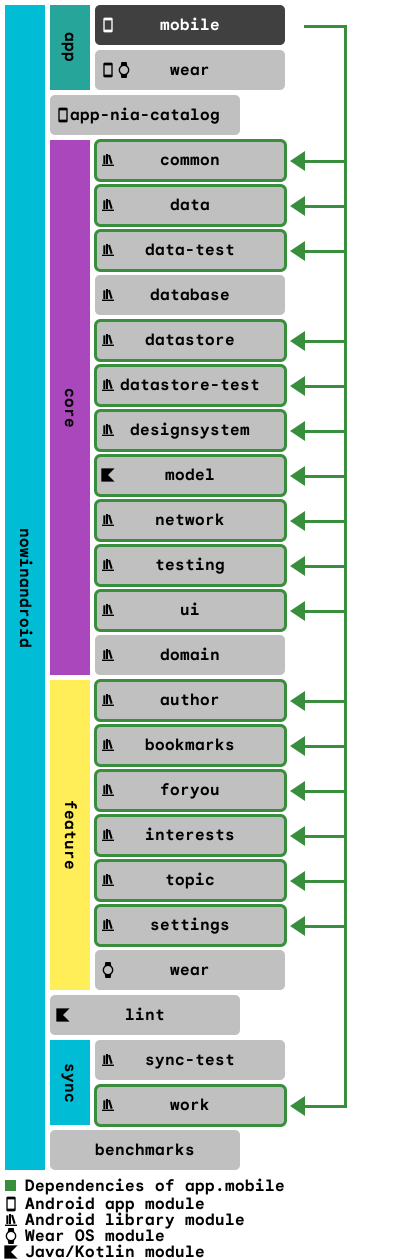 nowinandroid
app
mobile
wear
app-nia-catalog
core
common
data
data-test
database
datastore
datastore-test
designsystem
model
network
testing
ui
domain
feature
author
bookmarks
foryou
interests
topic
settings
wear
lint
sync
sync-test
work
benchmarks
Dependencies of app.mobile
Android app module
Android library module
Wear OS module
Java/Kotlin module